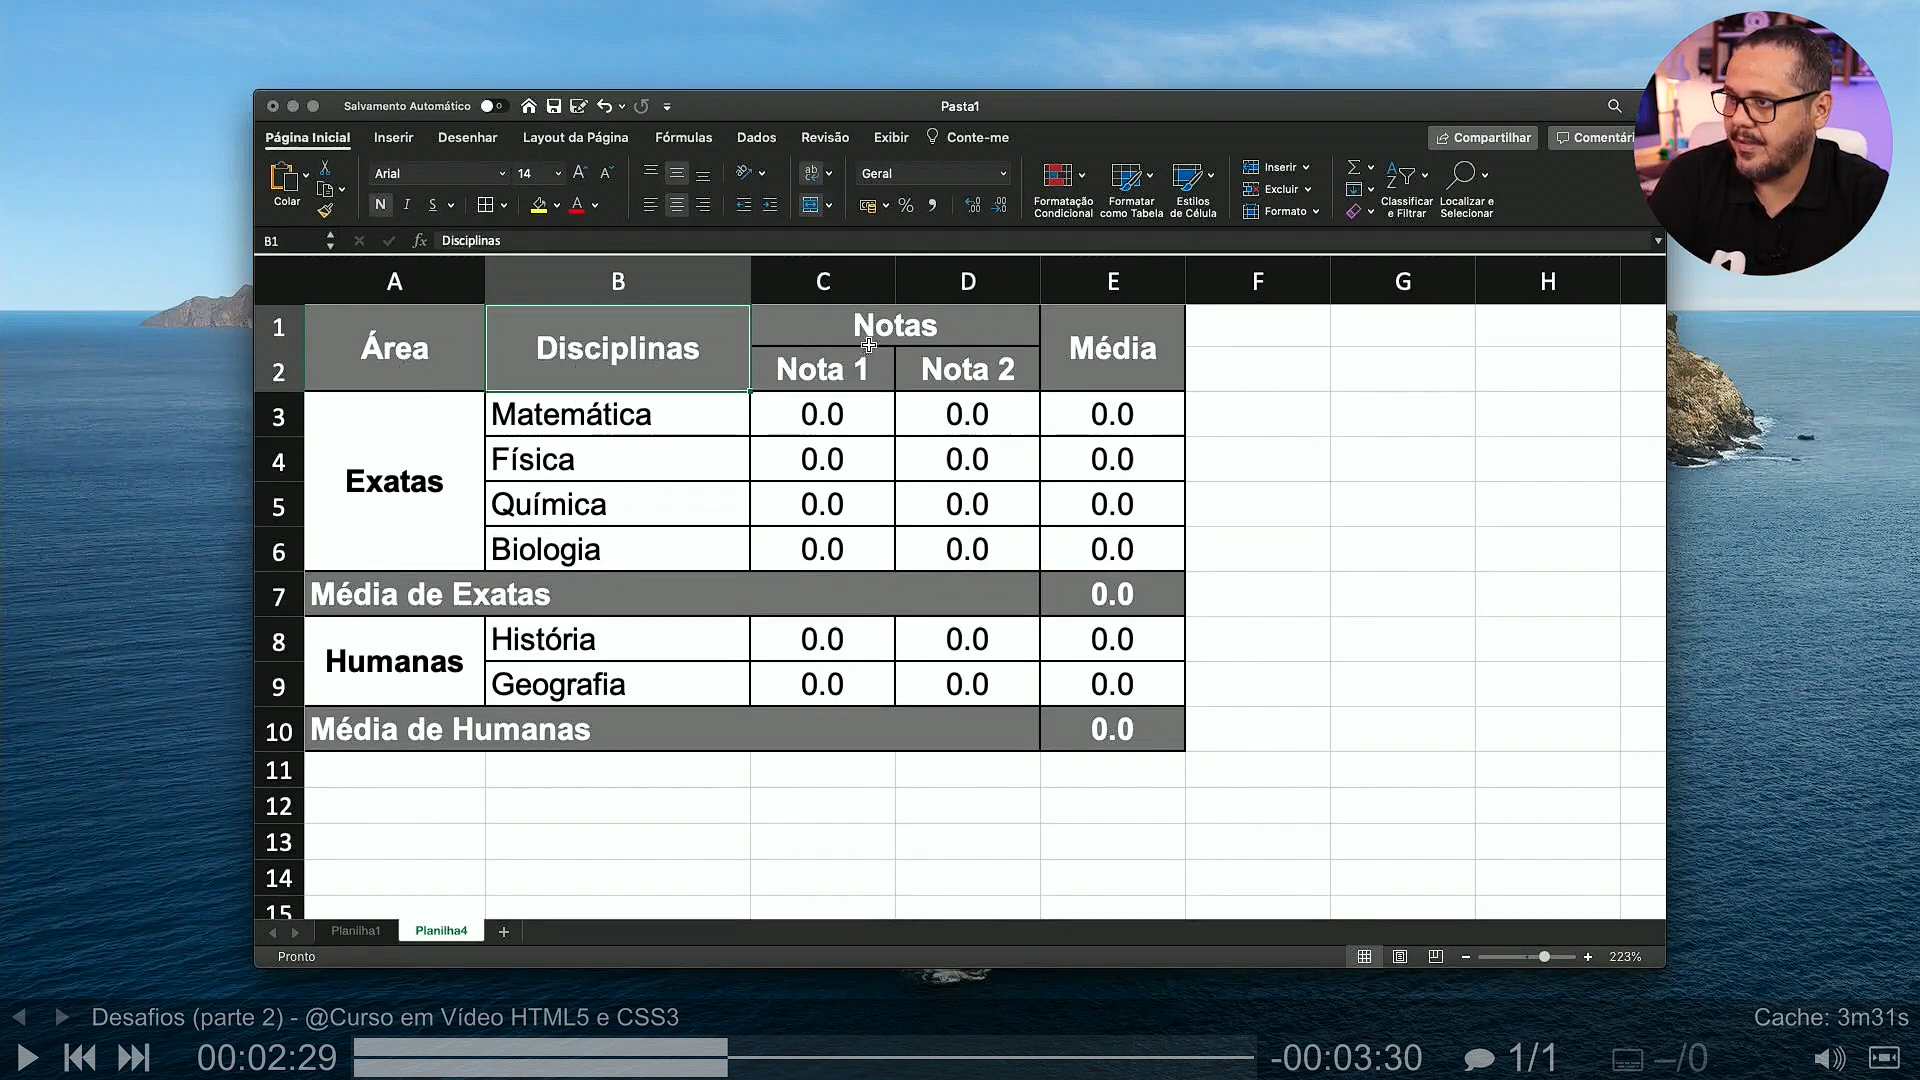 Salvamento Automático
Pasta1
Página Inicial Inserir Desenhar Layout da Página Fórmulas Dados Revisão Exibir Conte-me
Compartilhar
Colar
Arial 14
N I S
A
ab
Geral
%
Formatação Condicional
Formatar como Tabela
Estilos de Célula
Inserir
Excluir
Formato
Classificar e Filtrar
Localizar e Selecionar
B1 fx Disciplinas
A B C D E F G H
1 Área Disciplinas Notas Média
2 Nota 1 Nota 2
3 Exatas Matemática 0.0 0.0 0.0
4 Física 0.0 0.0 0.0
5 Química 0.0 0.0 0.0
6 Biologia 0.0 0.0 0.0
7 Média de Exatas 0.0
8 Humanas História 0.0 0.0 0.0
9 Geografia 0.0 0.0 0.0
10 Média de Humanas 0.0
11
12
13
14
15
Planilha1 Planilha4 +
Pronto
223%
Desafios (parte 2) - @Curso em Vídeo HTML5 e CSS3
Cache: 3m31s
00:02:29 -00:03:30 1/1 –/0